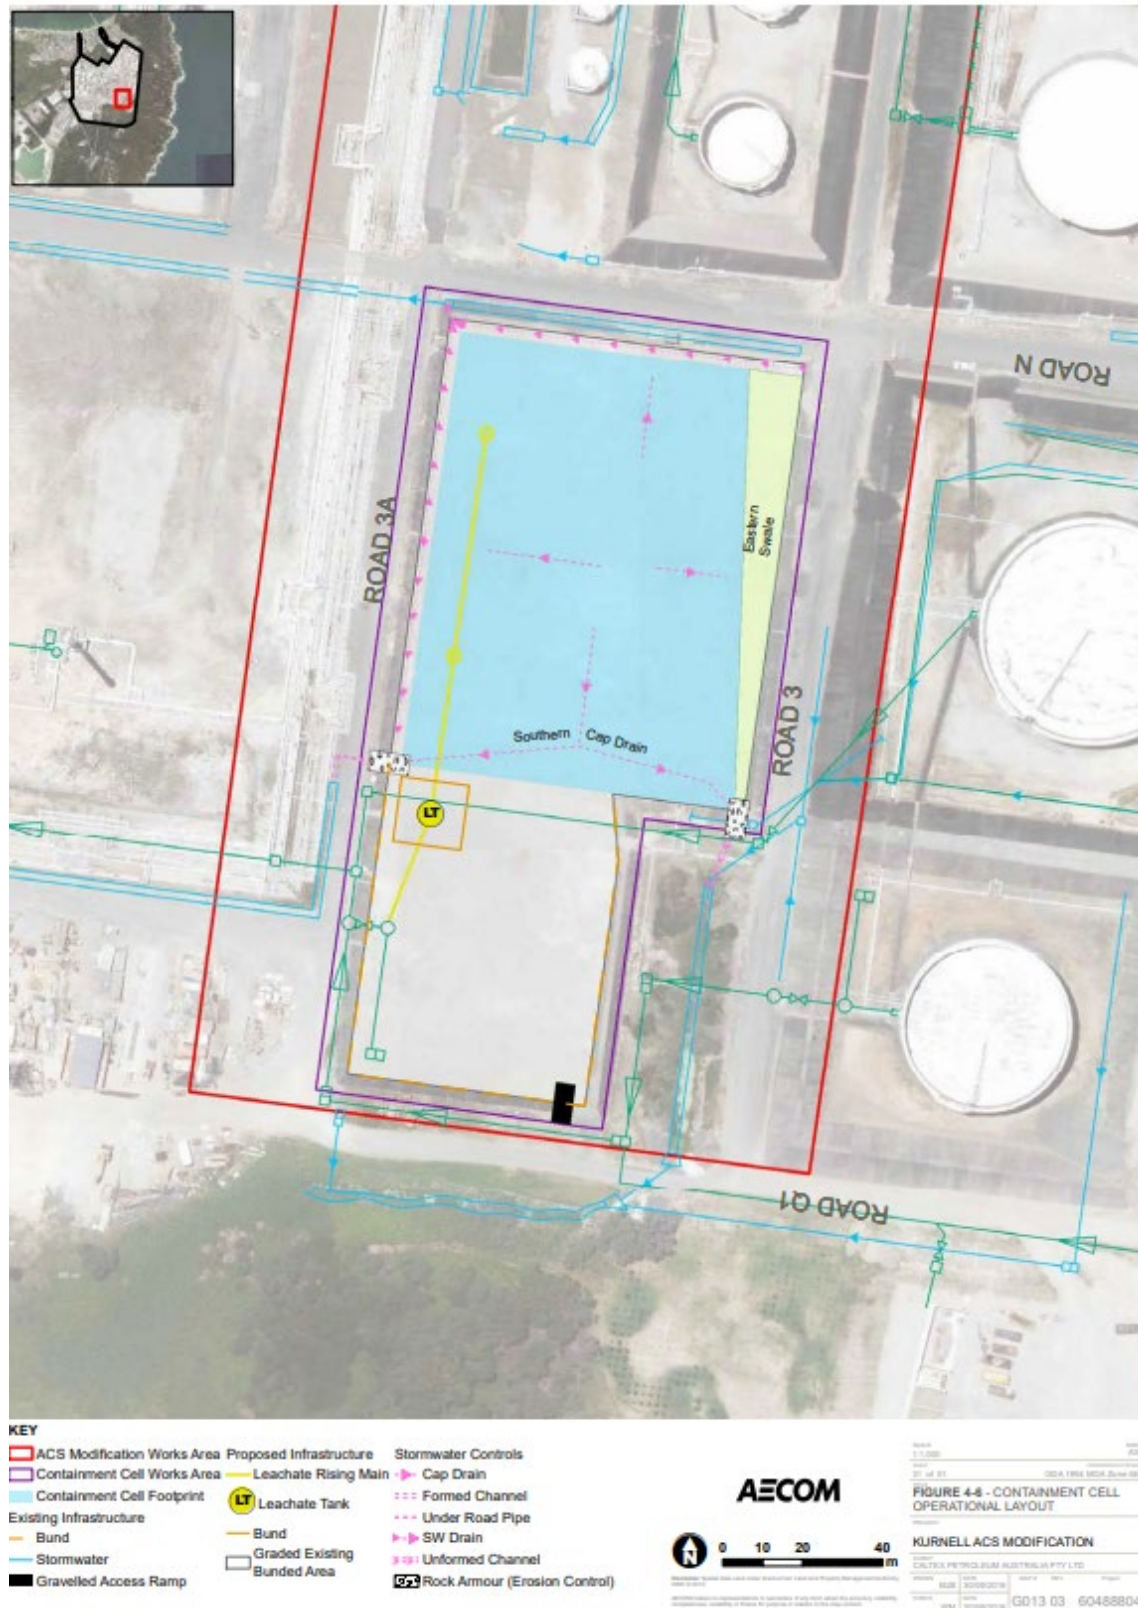 ROAD N
ROAD 3A
Eastern
Swale
ROAD 3
Southern Cap Drain
LT
ROAD Q1
KEY
ACS Modification Works Area
Containment Cell Works Area
Containment Cell Footprint
Existing Infrastructure
Bund
Stormwater
Gravelled Access Ramp
Proposed Infrastructure
Leachate Rising Main
LT Leachate Tank
Bund
Graded Existing
Bunded Area
Stormwater Controls
Cap Drain
Formed Channel
Under Road Pipe
SW Drain
Unformed Channel
Rock Armour (Erosion Control)
AECOM
N
0 10 20 40
m
1:1,000
FIGURE 4-6 - CONTAINMENT CELL
OPERATIONAL LAYOUT
KURNELL ACS MODIFICATION
CALTEX PETROLEUM AUSTRALIA PTY LTD
G013 03 60488804